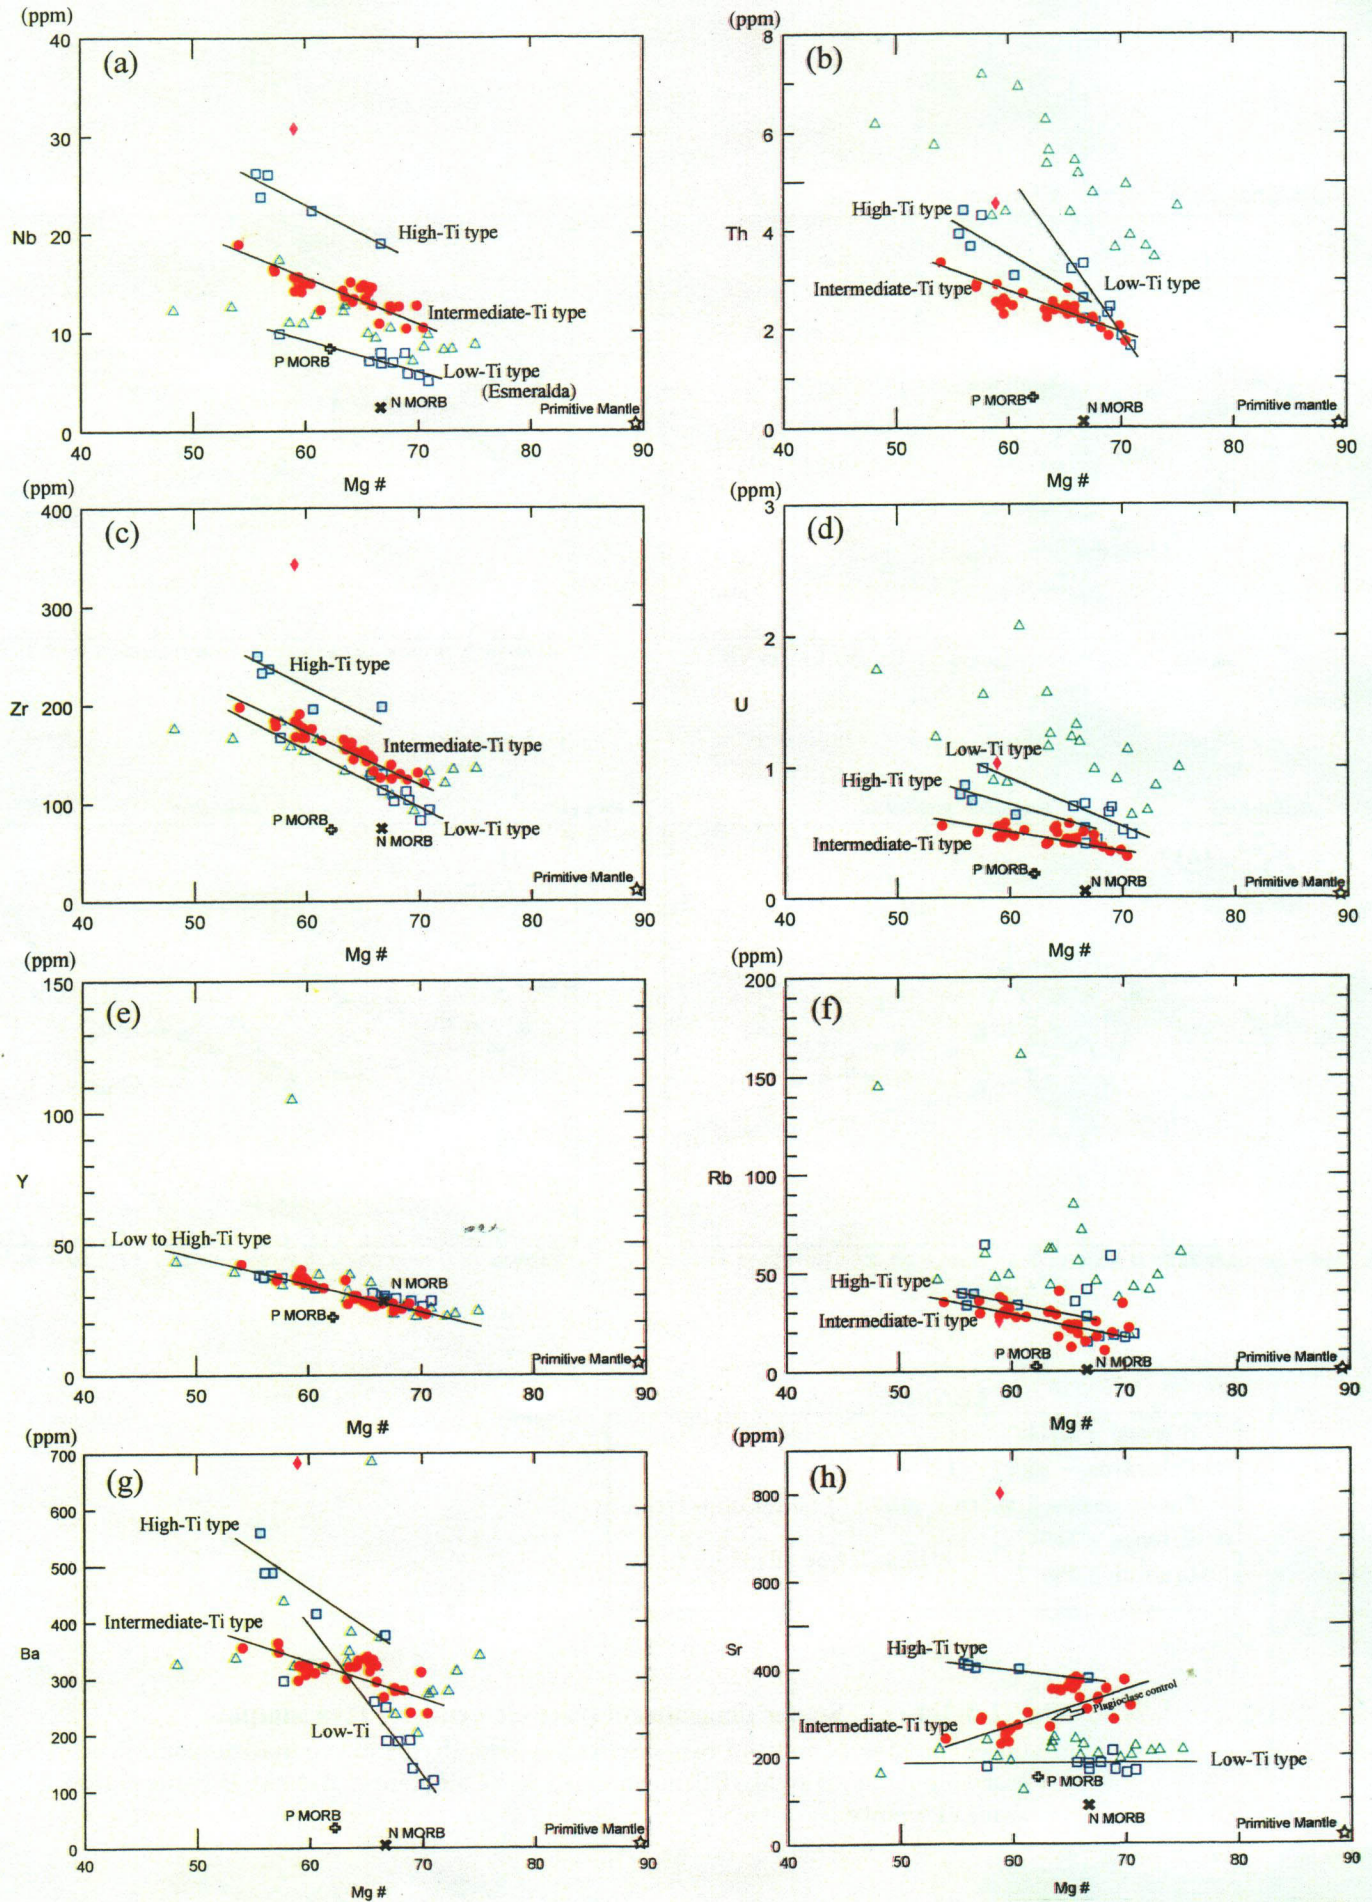 (ppm)
40
(a)
30
Nb
20
High-Ti type
Intermediate-Ti type
10
P MORB
Low-Ti type
(Esmeralda)
N MORB
Primitive Mantle
0
40 50 60 70 80 90
Mg #
(ppm)
8
(b)
6
High-Ti type
Th
4
Low-Ti type
Intermediate-Ti type
2
P MORB
N MORB
Primitive mantle
0
40 50 60 70 80 90
Mg #
(ppm)
400
(c)
300
High-Ti type
Zr
200
Intermediate-Ti type
100
P MORB
Low-Ti type
N MORB
Primitive Mantle
0
40 50 60 70 80 90
Mg #
(ppm)
3
(d)
2
U
Low-Ti type
High-Ti type
1
Intermediate-Ti type
P MORB
N MORB
Primitive Mantle
0
40 50 60 70 80 90
Mg #
(ppm)
150
(e)
100
Y
Low to High-Ti type
50
N MORB
P MORB
Primitive Mantle
0
40 50 60 70 80 90
Mg #
(ppm)
200
(f)
150
Rb
100
High-Ti type
50
Intermediate-Ti type
P MORB
N MORB
Primitive Mantle
0
40 50 60 70 80 90
Mg #
(ppm)
700
(g)
600
High-Ti type
500
400
Intermediate-Ti type
Ba
300
Low-Ti
200
100
P MORB
N MORB
Primitive Mantle
0
40 50 60 70 80 90
Mg #
(ppm)
(h)
800
600
High-Ti type
Sr
400
Plagioclase control
Intermediate-Ti type
200
Low-Ti type
P MORB
N MORB
Primitive Mantle
0
40 50 60 70 80 90
Mg #